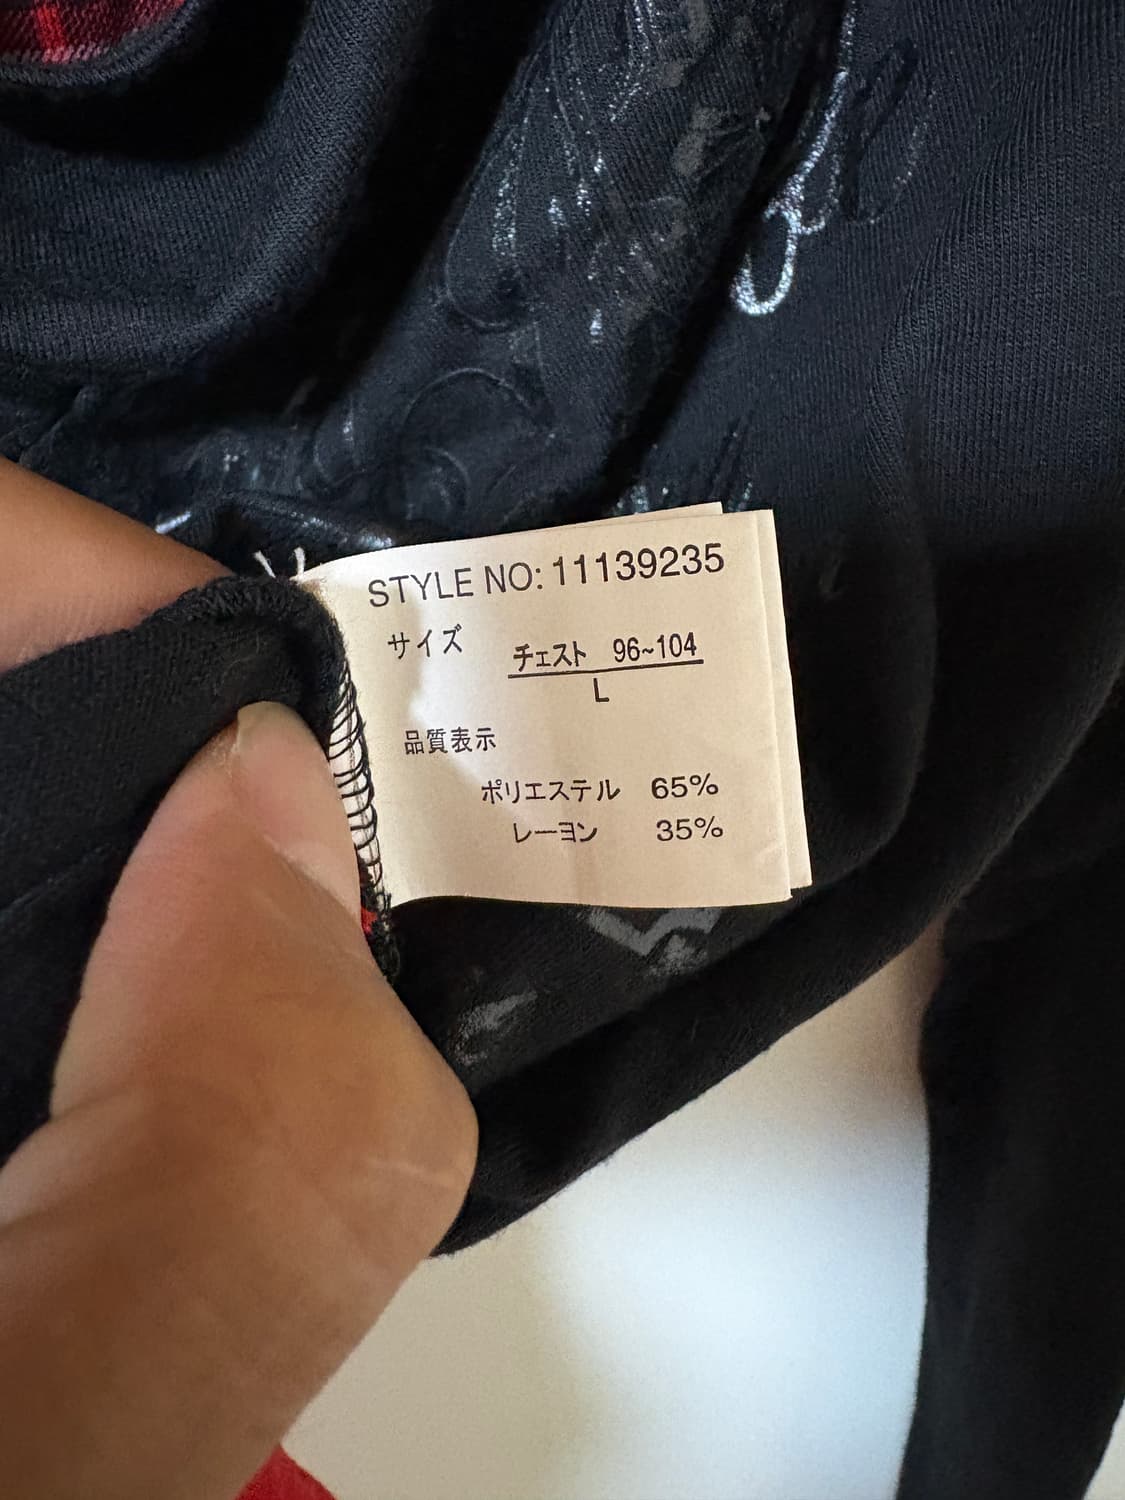 STYLE NO: 11139235
サイズ
チェスト 96~104
L
品質表示
ポリエステル 65%
レーヨン 35%